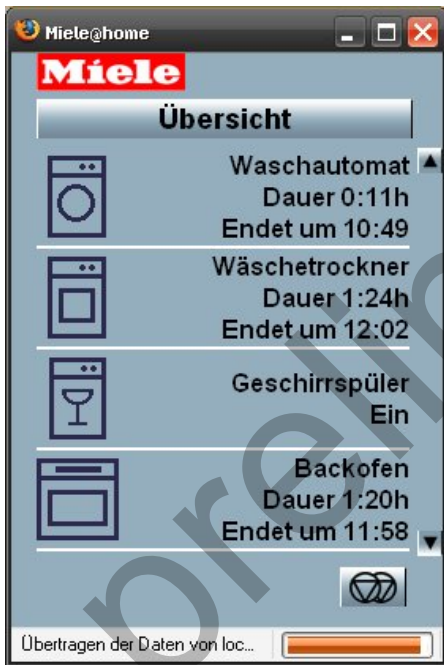 Miele@home
Miele
Übersicht
Waschautomat
Dauer 0:11h
Endet um 10:49
Wäschetrockner
Dauer 1:24h
Endet um 12:02
Geschirrspüler
Ein
Backofen
Dauer 1:20h
Endet um 11:58
Übertragen der Daten von loc...